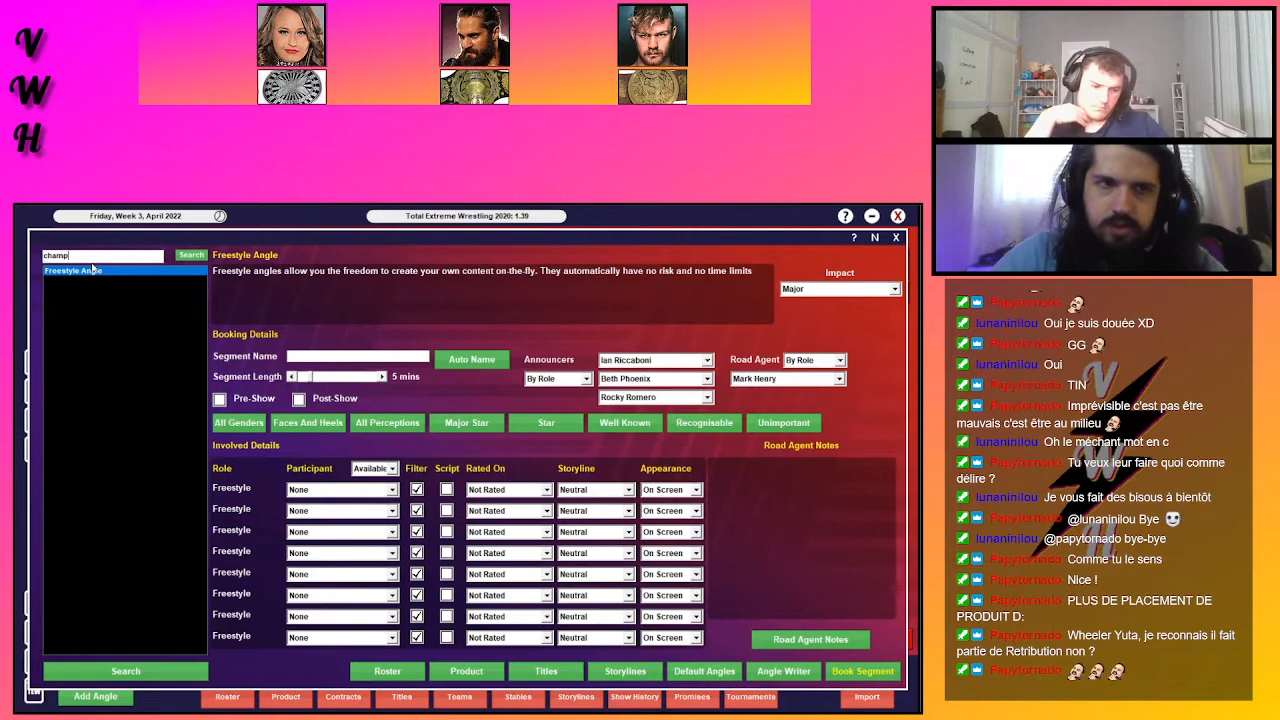 V
W
H
Friday, Week 3, April 2022
Total Extreme Wrestling 2020: 1.39
? − X
? N X
champ
Search
Freestyle Angle
Freestyle Angle
Freestyle angles allow you the freedom to create your own content on-the-fly. They automatically have no risk and no time limits
Impact
Major
Booking Details
Segment Name
Auto Name
Announcers
Ian Riccaboni
Road Agent
By Role
Segment Length
5 mins
By Role
Beth Phoenix
Mark Henry
Pre-Show
Post-Show
Rocky Romero
All Genders
Faces And Heels
All Perceptions
Major Star
Star
Well Known
Recognisable
Unimportant
Involved Details
Road Agent Notes
Role Participant Available Filter Script Rated On Storyline Appearance
Freestyle None Not Rated Neutral On Screen
Freestyle None Not Rated Neutral On Screen
Freestyle None Not Rated Neutral On Screen
Freestyle None Not Rated Neutral On Screen
Freestyle None Not Rated Neutral On Screen
Freestyle None Not Rated Neutral On Screen
Freestyle None Not Rated Neutral On Screen
Freestyle None Not Rated Neutral On Screen
Road Agent Notes
Search
Roster
Product
Titles
Storylines
Default Angles
Angle Writer
Book Segment
Add Angle
Roster
Product
Contracts
Titles
Teams
Stables
Storylines
Show History
Promises
Tournaments
Import
Papytornado
lunaninilou Oui je suis douée XD
Papytornado GG
lunaninilou Oui
Papytornado TIN
Papytornado Imprévisible c'est pas être
mauvais c'est être au milieu
lunaninilou Oh le méchant mot en c
Papytornado Tu veux leur faire quoi comme
délire ?
lunaninilou Je vous fait des bisous à bientôt
Papytornado @lunaninilou Bye
lunaninilou @papytornado bye-bye
Papytornado Comme tu le sens
Papytornado Nice !
Papytornado PLUS DE PLACEMENT DE
PRODUIT D:
Papytornado Wheeler Yuta, je reconnais il fait
partie de Retribution non ?
Papytornado
V
W
H